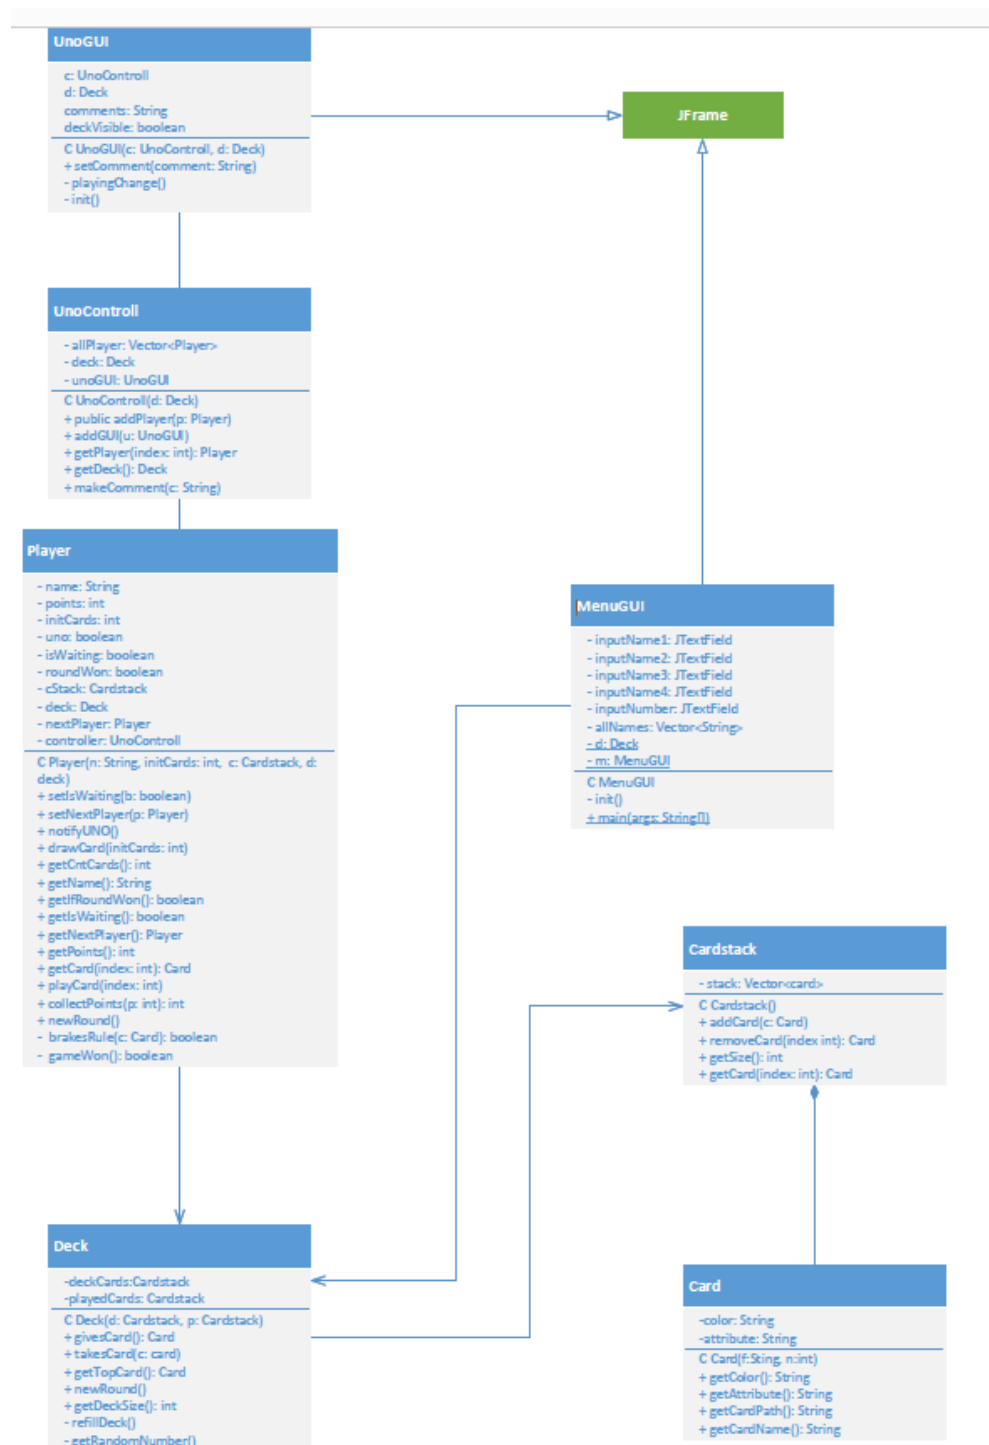 UnoGUI
c: UnoControll
d: Deck
comments: String
deckVisible: boolean
C UnoGUI(c: UnoControll, d: Deck)
+ setComment(comment: String)
- playingChange()
- init()
JFrame
UnoControll
- allPlayer: Vector<Player>
- deck: Deck
- unoGUI: UnoGUI
C UnoControll(d: Deck)
+ public addPlayer(p: Player)
+ addGUI(u: UnoGUI)
+ getPlayer(index: int): Player
+ getDeck(): Deck
+ makeComment(c: String)
Player
- name: String
- points: int
- initCards: int
- uno: boolean
- isWaiting: boolean
- roundWon: boolean
- cStack: Cardstack
- deck: Deck
- nextPlayer: Player
- controller: UnoControll
C Player(n: String, initCards: int, c: Cardstack, d:
deck)
+ setIsWaiting(b: boolean)
+ setNextPlayer(p: Player)
+ notifyUNO()
+ drawCard(initCards: int)
+ getCntCards(): int
+ getName(): String
+ getIfRoundWon(): boolean
+ getIsWaiting(): boolean
+ getNextPlayer(): Player
+ getPoints(): int
+ getCard(index: int): Card
+ playCard(index: int)
+ collectPoints(p: int): int
+ newRound()
- brakesRule(c: Card): boolean
- gameWon(): boolean
MenuGUI
- inputName1: JTextField
- inputName2: JTextField
- inputName3: JTextField
- inputName4: JTextField
- inputNumber: JTextField
- allNames: Vector<String>
- d: Deck
- m: MenuGUI
C MenuGUI
- init()
+ main(args: String[])
Cardstack
- stack: Vector<card>
C Cardstack()
+ addCard(c: Card)
+ removeCard(index int): Card
+ getSize(): int
+ getCard(index: int): Card
Deck
-deckCards:Cardstack
-playedCards: Cardstack
C Deck(d: Cardstack, p: Cardstack)
+ givesCard(): Card
+ takesCard(c: card)
+ getTopCard(): Card
+ newRound()
+ getDeckSize(): int
- refillDeck()
- getRandomNumber()
Card
-color: String
-attribute: String
C Card(f:Sting, n:int)
+ getColor(): String
+ getAttribute(): String
+ getCardPath(): String
+ getCardName(): String